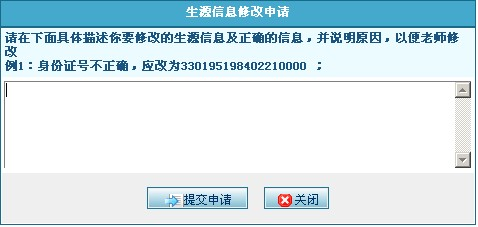 生源信息修改申请
请在下面具体描述你要修改的生源信息及正确的信息，并说明原因，以便老师修
改
例1：身份证号不正确，应改为330195198402210000 ；
提交申请 关闭